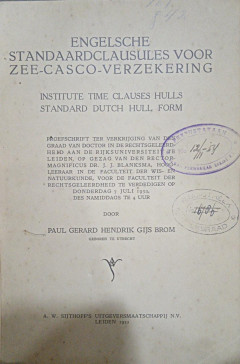 ENGELSCHE
STANDAARDCLAUSULES VOOR
ZEE-CASCO-VERZEKERING
INSTITUTE TIME CLAUSES HULLS
STANDARD DUTCH HULL FORM
PROEFSCHRIFT TER VERKRIJGING VAN DEN
GRAAD VAN DOCTOR IN DE RECHTSGELEERD-
HEID AAN DE RIJKSUNIVERSITEIT TE
LEIDEN, OP GEZAG VAN DEN RECTOR
MAGNIFICUS DR. J. J. BLANKSMA, HOOG-
LEERAAR IN DE FACULTEIT DER WIS- EN
NATUURKUNDE, VOOR DE FACULTEIT DER
RECHTSGELEERDHEID TE VERDEDIGEN OP
DONDERDAG 5 JULI
DES NAMIDDAGS TE 4 UUR
DOOR
PAUL GERARD HENDRIK GIJS BROM
GEBOREN TE UTRECHT
A. W. SIJTHOFF'S UITGEVERSMAATSCHAPPIJ N.V.
LEIDEN